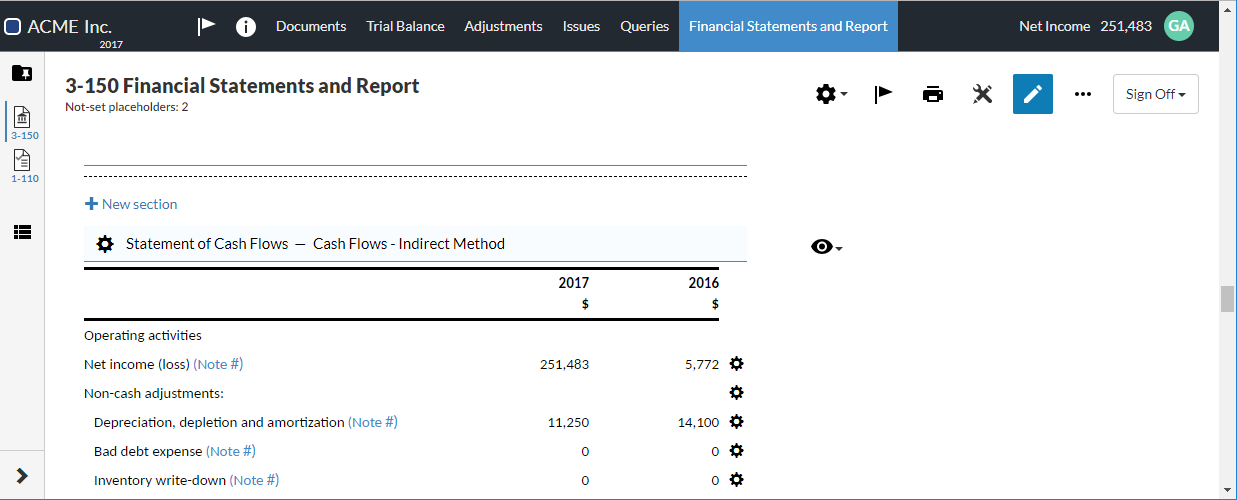 ACME Inc.
2017
Documents Trial Balance Adjustments Issues Queries Financial Statements and Report Net Income 251,483 GA
3-150 Financial Statements and Report
Not-set placeholders: 2
Sign Off
3-150
1-110
New section
Statement of Cash Flows — Cash Flows - Indirect Method
2017 2016
$ $
Operating activities
Net income (loss) (Note #) 251,483 5,772
Non-cash adjustments:
Depreciation, depletion and amortization (Note #) 11,250 14,100
Bad debt expense (Note #) 0 0
Inventory write-down (Note #) 0 0